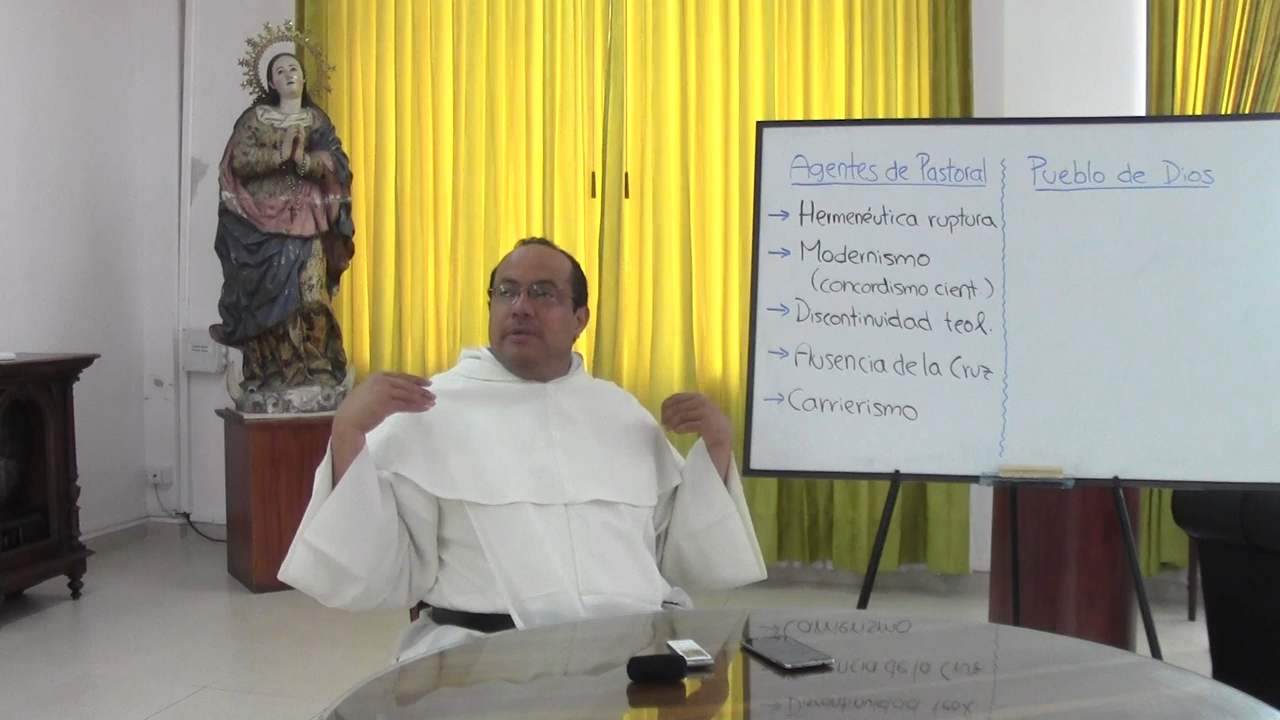 Agentes de Pastoral
→ Hermenéutica ruptura
→ Modernismo
(concordismo cient.)
→ Discontinuidad teol.
→ Ausencia de la Cruz
→ Carrierismo
Pueblo de Dios